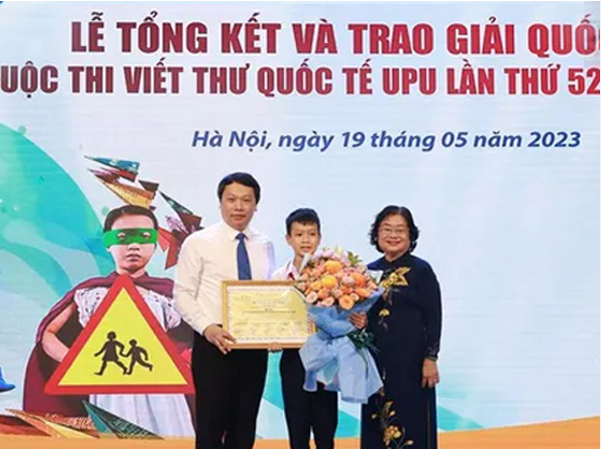 LỄ TỔNG KẾT VÀ TRAO GIẢI QUỐC
UỘC THI VIẾT THƯ QUỐC TẾ UPU LẦN THỨ 52
Hà Nội, ngày 19 tháng 05 năm 2023